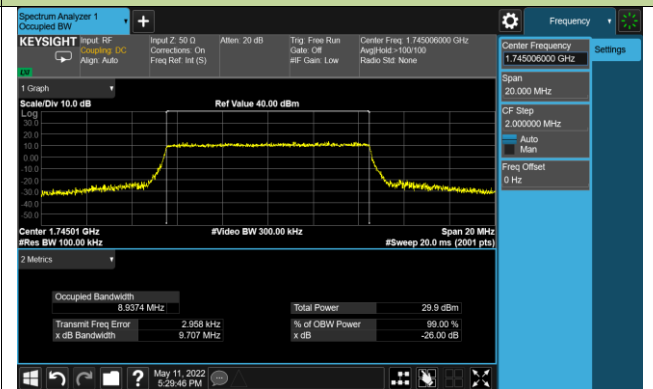 Spectrum Analyzer 1
Occupied BW
Frequency
KEYSIGHT
Input: RF
Coupling: DC
Align: Auto
Input Z: 50 Ω
Corrections: On
Freq Ref: Int (S)
Atten: 20 dB
Trig: Free Run
Gate: Off
#IF Gain: Low
Center Freq: 1.745006000 GHz
Avg|Hold:>100/100
Radio Std: None
Center Frequency
1.745006000 GHz
Settings
Span
20.000 MHz
CF Step
2.000000 MHz
Auto
Man
Freq Offset
0 Hz
1 Graph
Scale/Div 10.0 dB
Ref Value 40.00 dBm
Log
30.0
20.0
10.0
0.00
-10.0
-20.0
-30.0
-40.0
-50.0
Center 1.74501 GHz
#Video BW 300.00 kHz
Span 20 MHz
#Res BW 100.00 kHz
#Sweep 20.0 ms (2001 pts)
2 Metrics
Occupied Bandwidth
8.9374 MHz
Total Power 29.9 dBm
Transmit Freq Error 2.958 kHz
% of OBW Power 99.00 %
x dB Bandwidth 9.707 MHz
x dB -26.00 dB
?
May 11, 2022
5:29:46 PM